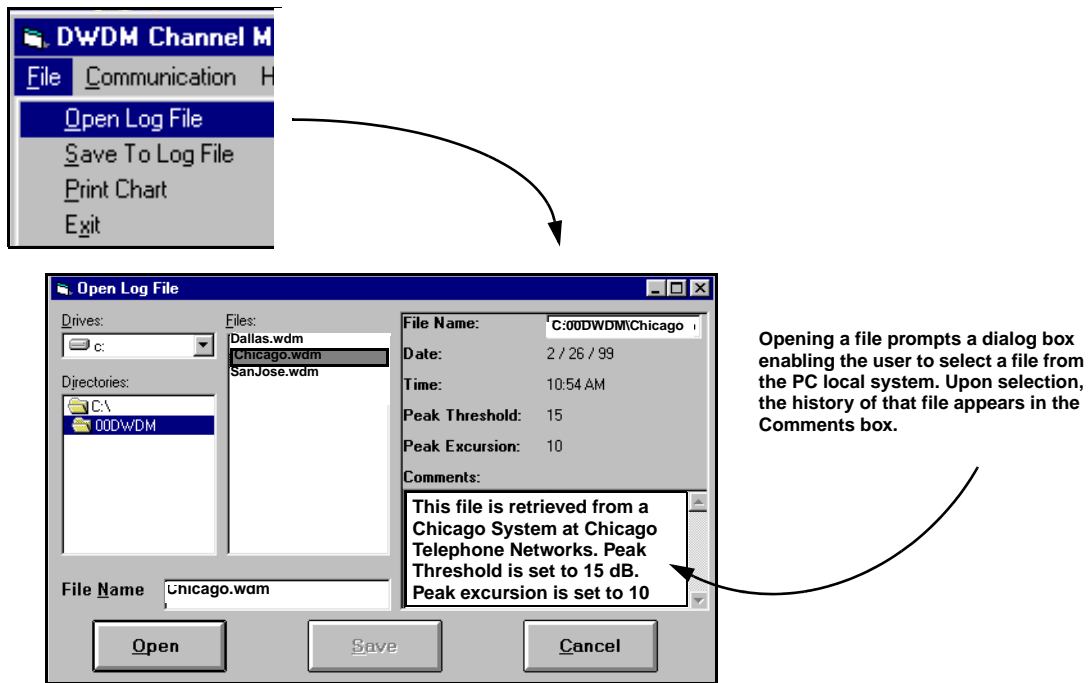 DWDM Channel M
File Communication H
Open Log File
Save To Log File
Print Chart
Exit
Open Log File
Drives:
c:
Directories:
C:\
00DWDM
Files:
Dallas.wdm
Chicago.wdm
SanJose.wdm
File Name: C:00DWDM\Chicago
Date: 2 / 26 / 99
Time: 10:54 AM
Peak Threshold: 15
Peak Excursion: 10
Comments:
This file is retrieved from a
Chicago System at Chicago
Telephone Networks. Peak
Threshold is set to 15 dB.
Peak excursion is set to 10
File Name Chicago.wdm
Open Save Cancel
Opening a file prompts a dialog box
enabling the user to select a file from
the PC local system. Upon selection,
the history of that file appears in the
Comments box.